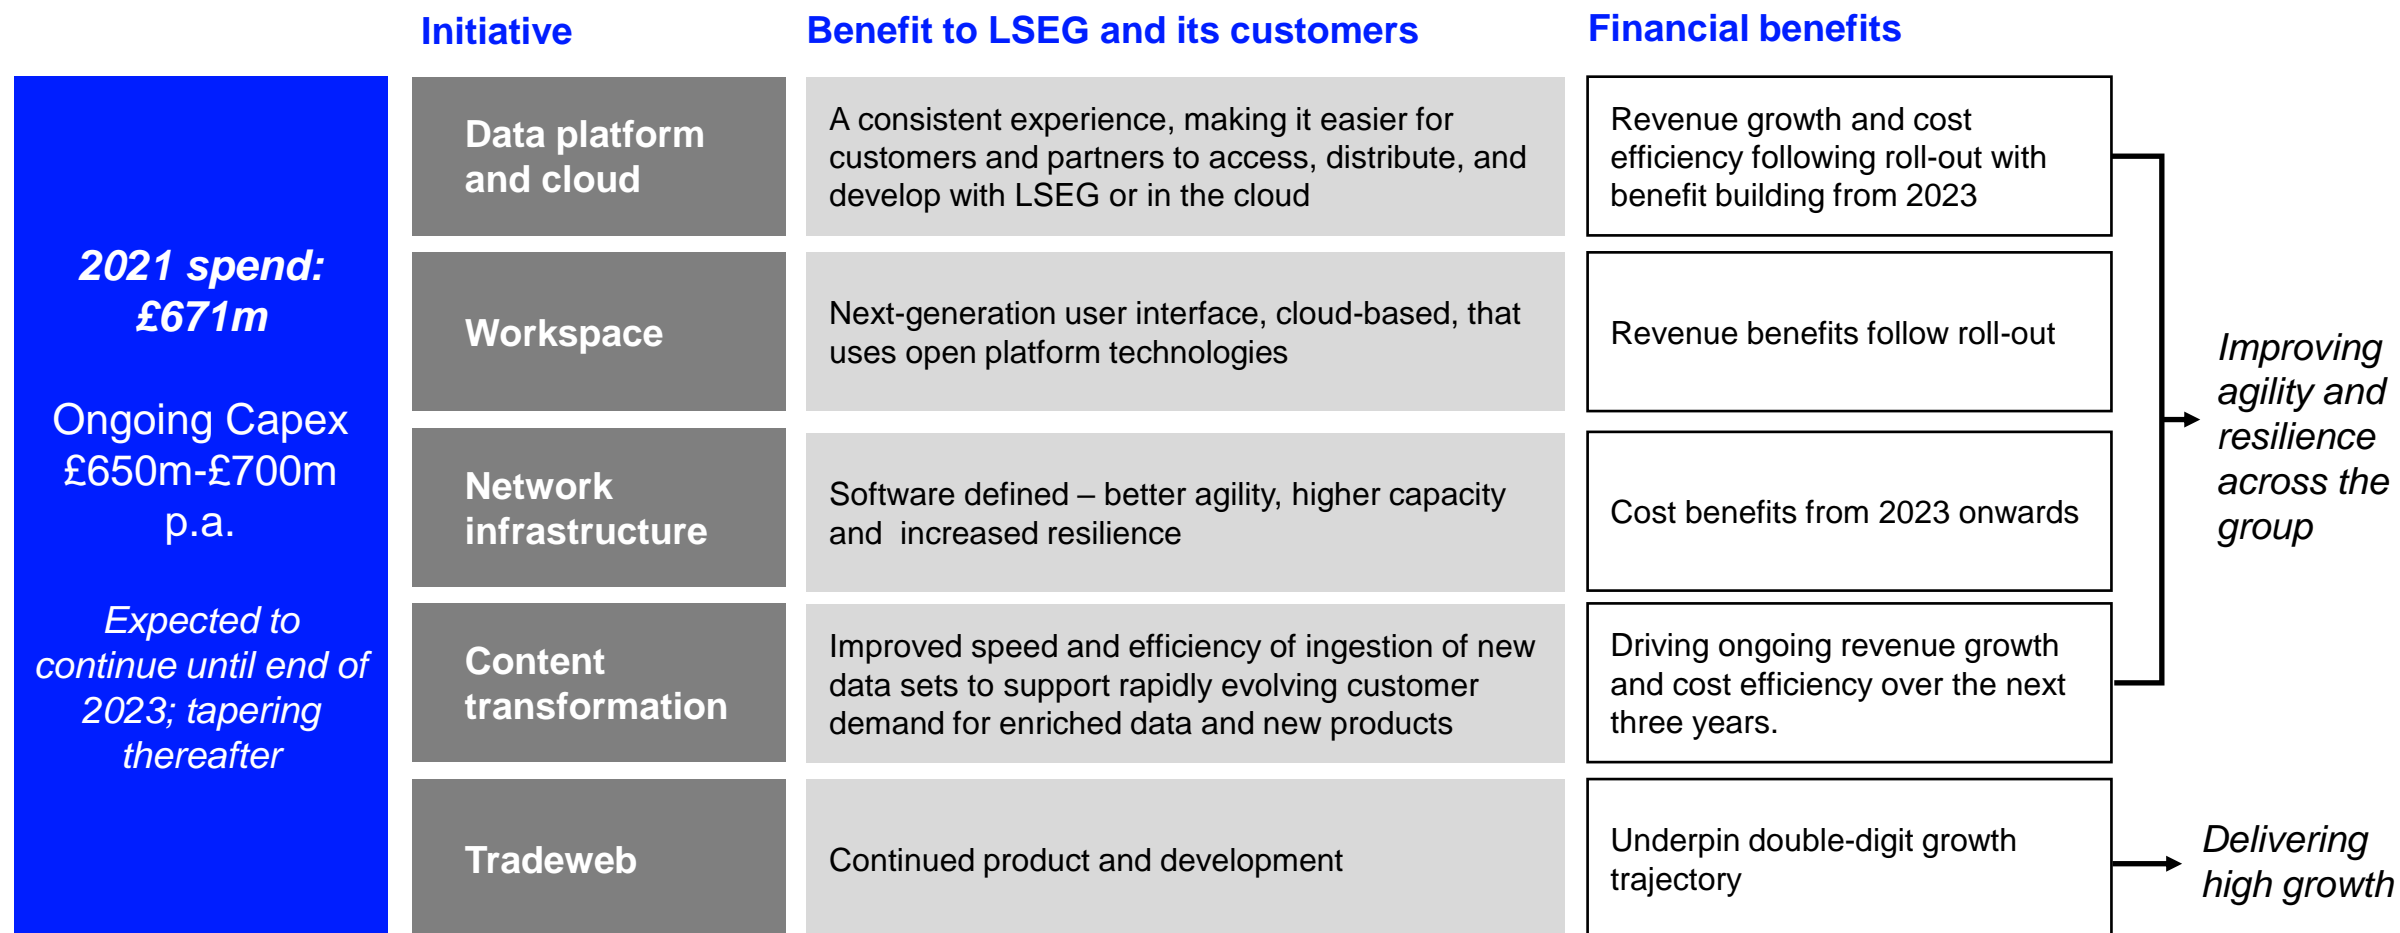 Initiative
Benefit to LSEG and its customers
Financial benefits
2021 spend:
£671m
Ongoing Capex
£650m-£700m
p.a.
Expected to
continue until end of
2023; tapering
thereafter
Data platform
and cloud
A consistent experience, making it easier for
customers and partners to access, distribute, and
develop with LSEG or in the cloud
Revenue growth and cost
efficiency following roll-out with
benefit building from 2023
Workspace
Next-generation user interface, cloud-based, that
uses open platform technologies
Revenue benefits follow roll-out
Network
infrastructure
Software defined – better agility, higher capacity
and  increased resilience
Cost benefits from 2023 onwards
Content
transformation
Improved speed and efficiency of ingestion of new
data sets to support rapidly evolving customer
demand for enriched data and new products
Driving ongoing revenue growth
and cost efficiency over the next
three years.
Improving
agility and
resilience
across the
group
Tradeweb
Continued product and development
Underpin double-digit growth
trajectory
Delivering
high growth